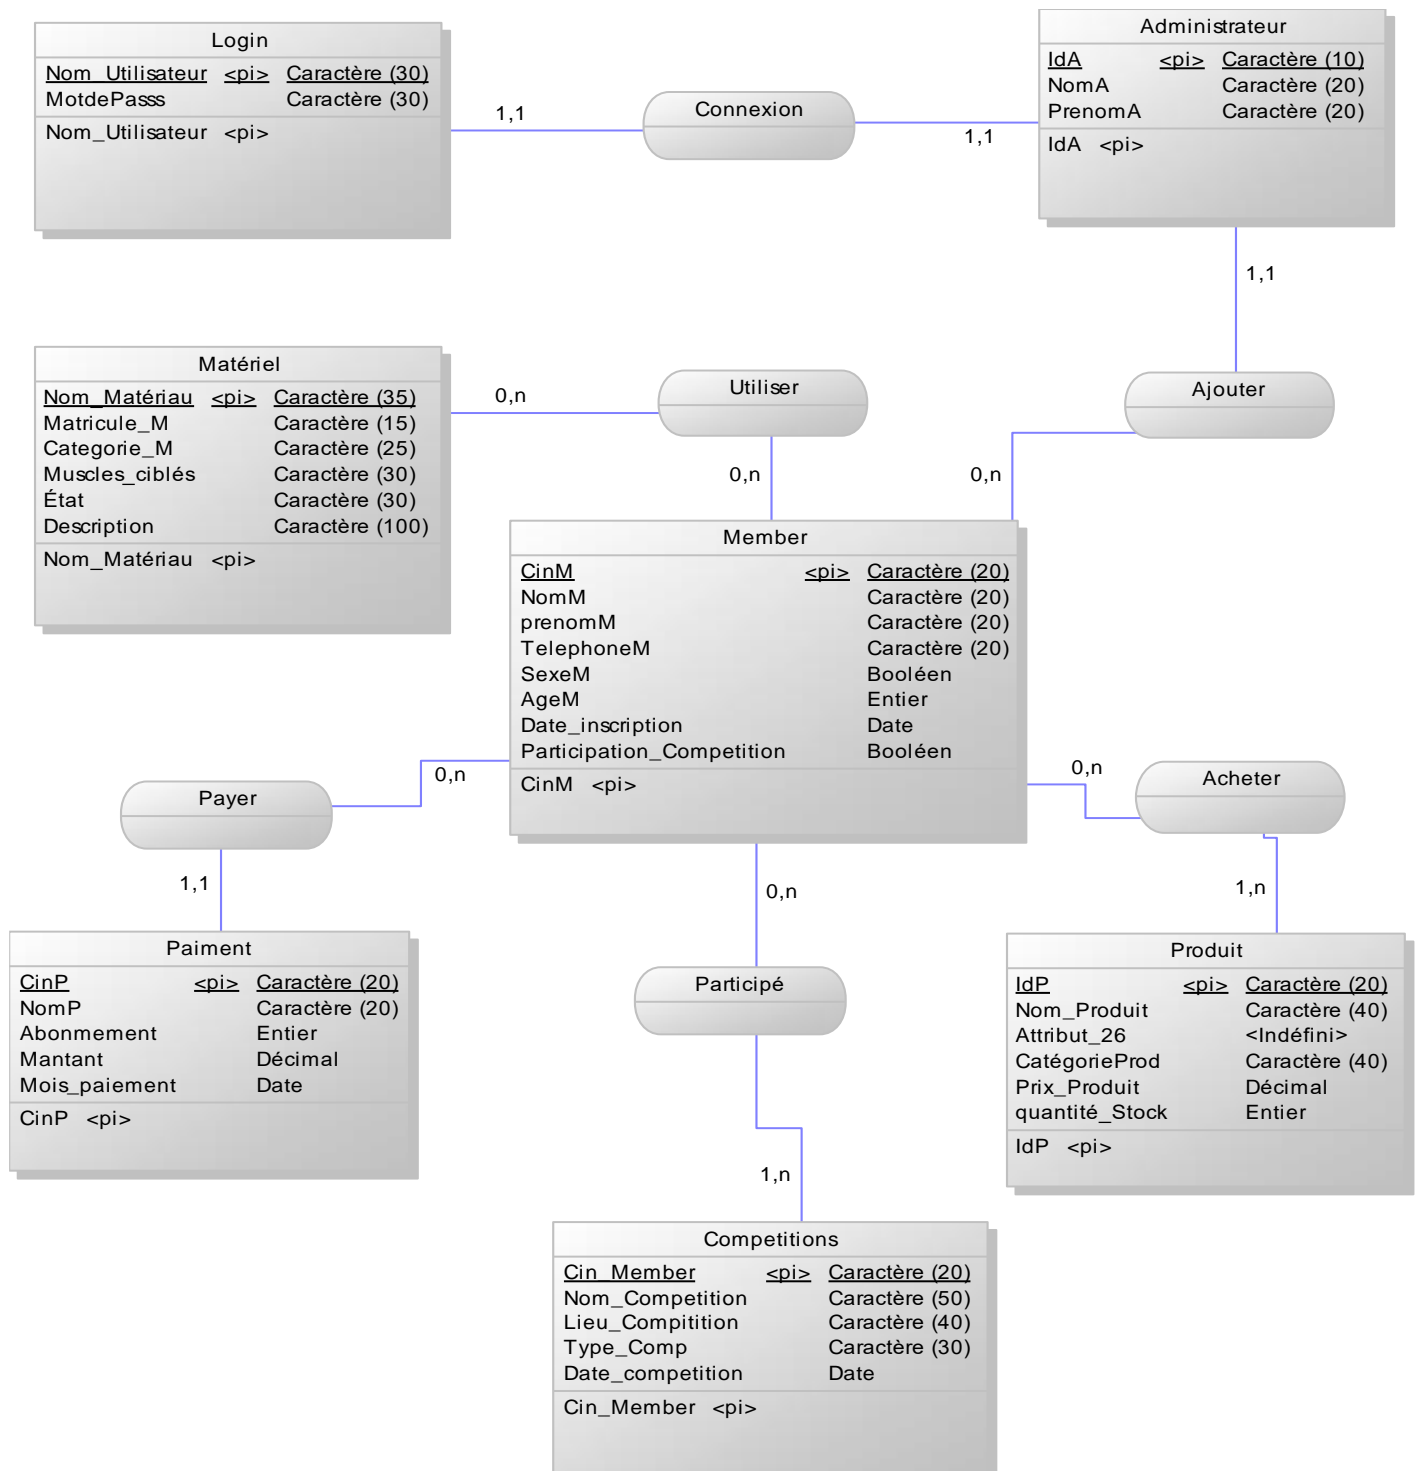 Login
Nom_Utilisateur <pi> Caractère (30)
MotdePasss Caractère (30)
Nom_Utilisateur <pi>
1,1
Connexion
1,1
Administrateur
IdA <pi> Caractère (10)
NomA Caractère (20)
PrenomA Caractère (20)
IdA <pi>
1,1
Matériel
Nom_Matériau <pi> Caractère (35)
Matricule_M Caractère (15)
Categorie_M Caractère (25)
Muscles_ciblés Caractère (30)
État Caractère (30)
Description Caractère (100)
Nom_Matériau <pi>
0,n
Utiliser
0,n
Ajouter
0,n
Member
CinM <pi> Caractère (20)
NomM Caractère (20)
prenomM Caractère (20)
TelephoneM Caractère (20)
SexeM Booléen
AgeM Entier
Date_inscription Date
Participation_Competition Booléen
CinM <pi>
0,n
Payer
1,1
0,n
Acheter
1,n
0,n
Paiment
CinP <pi> Caractère (20)
NomP Caractère (20)
Abonmement Entier
Mantant Décimal
Mois_paiement Date
CinP <pi>
Participé
1,n
Produit
IdP <pi> Caractère (20)
Nom_Produit Caractère (40)
Attribut_26 <Indéfini>
CatégorieProd Caractère (40)
Prix_Produit Décimal
quantité_Stock Entier
IdP <pi>
Competitions
Cin_Member <pi> Caractère (20)
Nom_Competition Caractère (50)
Lieu_Compitition Caractère (40)
Type_Comp Caractère (30)
Date_competition Date
Cin_Member <pi>